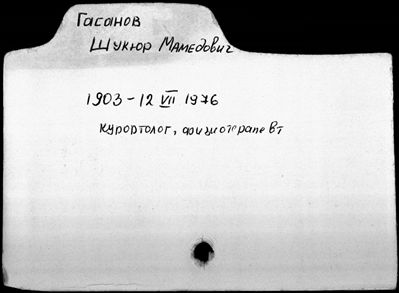 Гасанов
Шукюр Мамедович
1903 - 12 VII 1976
курортолог, физиотерапевт